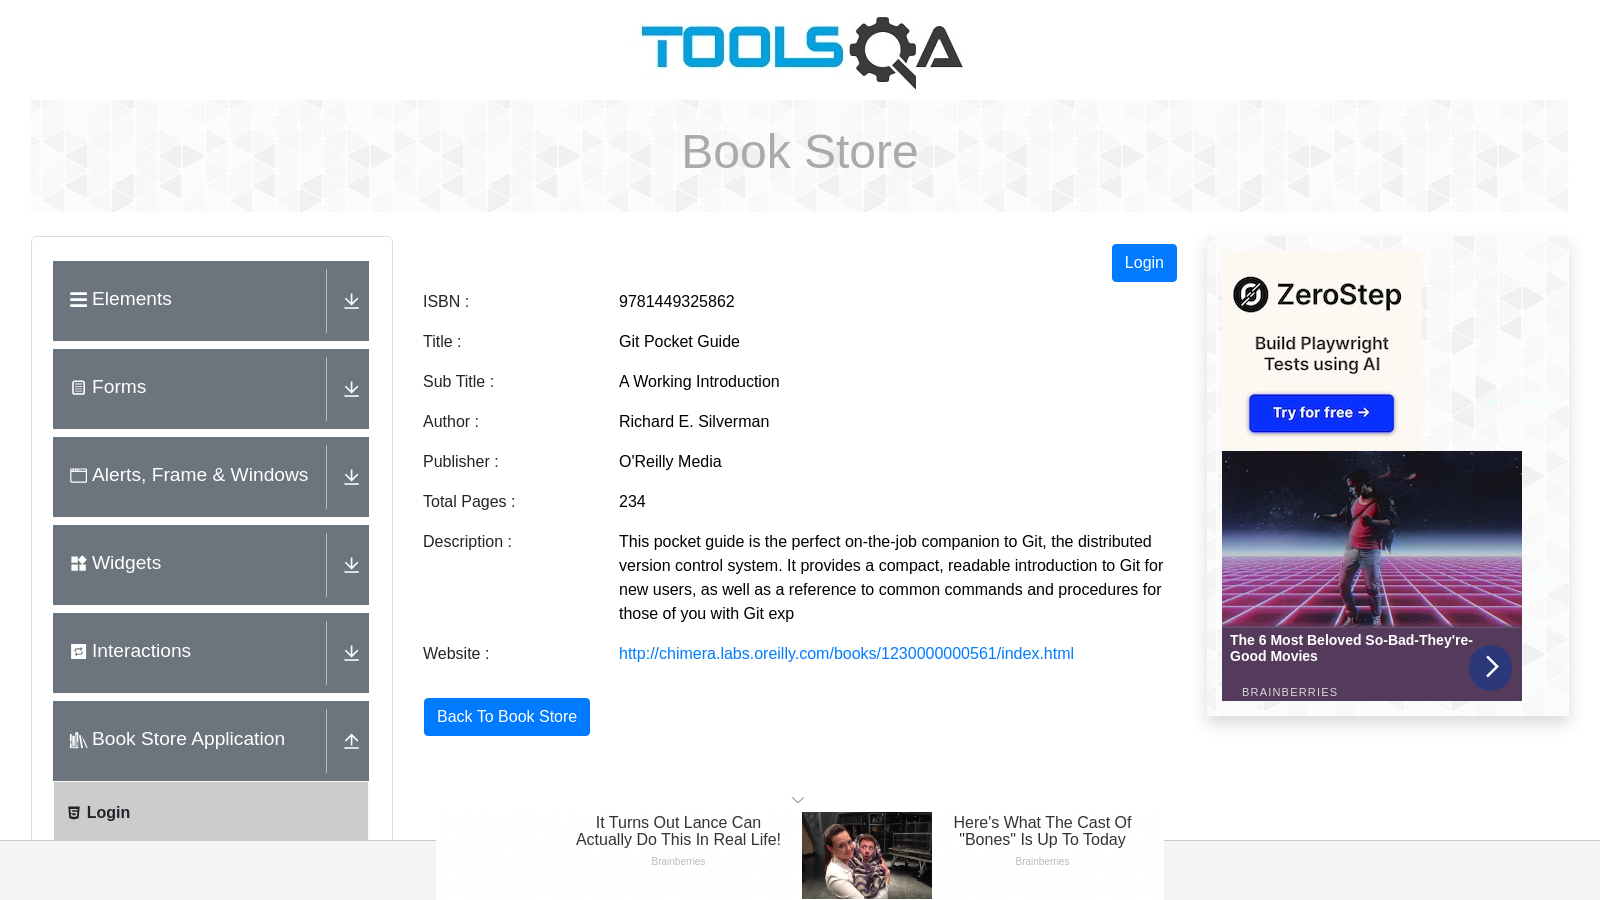 TOOLSQA
Book Store
Elements
Forms
Alerts, Frame & Windows
Widgets
Interactions
Book Store Application
Login
Login
ISBN : 9781449325862
Title : Git Pocket Guide
Sub Title : A Working Introduction
Author : Richard E. Silverman
Publisher : O'Reilly Media
Total Pages : 234
Description : This pocket guide is the perfect on-the-job companion to Git, the distributed
version control system. It provides a compact, readable introduction to Git for
new users, as well as a reference to common commands and procedures for
those of you with Git exp
Website : http://chimera.labs.oreilly.com/books/1230000000561/index.html
Back To Book Store
ZeroStep
Build Playwright
Tests using AI
Try for free →
The 6 Most Beloved So-Bad-They're-
Good Movies
BRAINBERRIES
It Turns Out Lance Can
Actually Do This In Real Life!
Brainberries
Here's What The Cast Of
"Bones" Is Up To Today
Brainberries